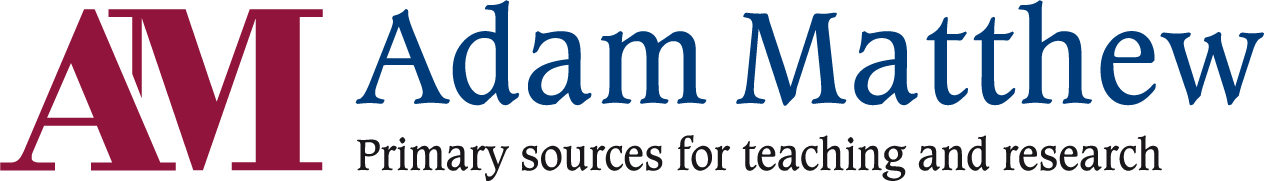 AM Adam Matthew
Primary sources for teaching and research